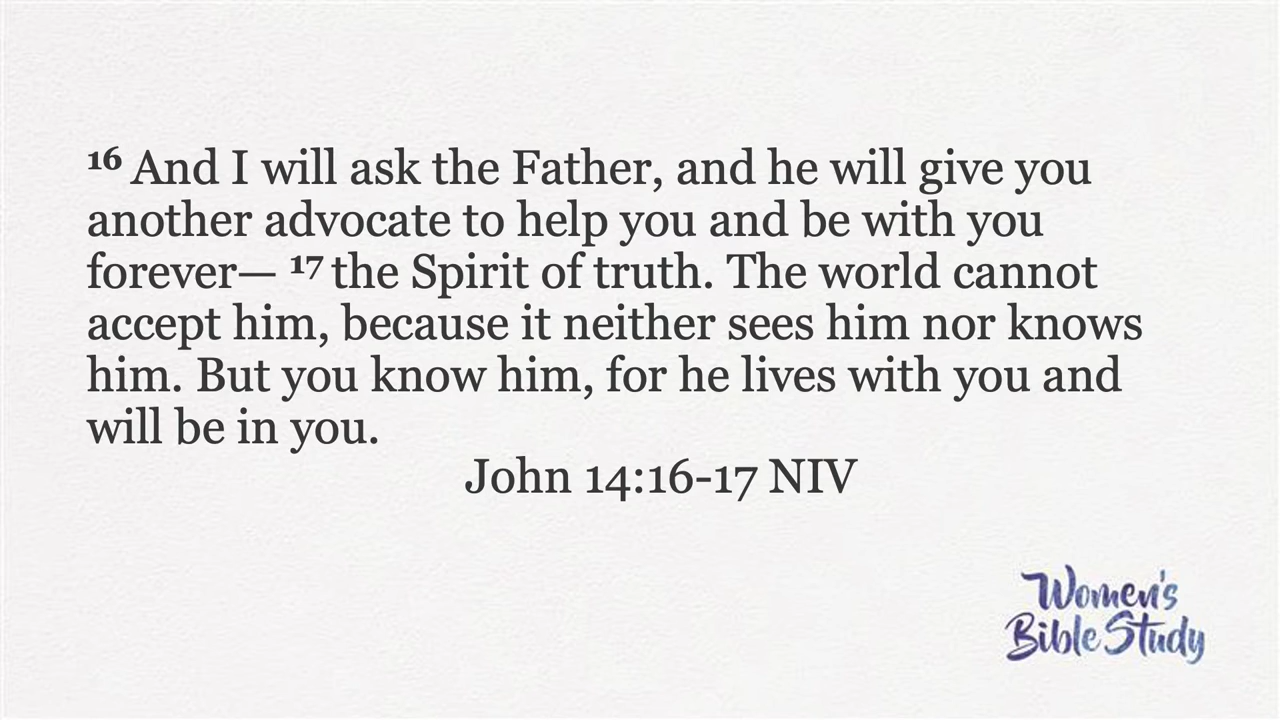 16 And I will ask the Father, and he will give you
another advocate to help you and be with you
forever— 17 the Spirit of truth. The world cannot
accept him, because it neither sees him nor knows
him. But you know him, for he lives with you and
will be in you.
John 14:16-17 NIV
Women's
Bible Study